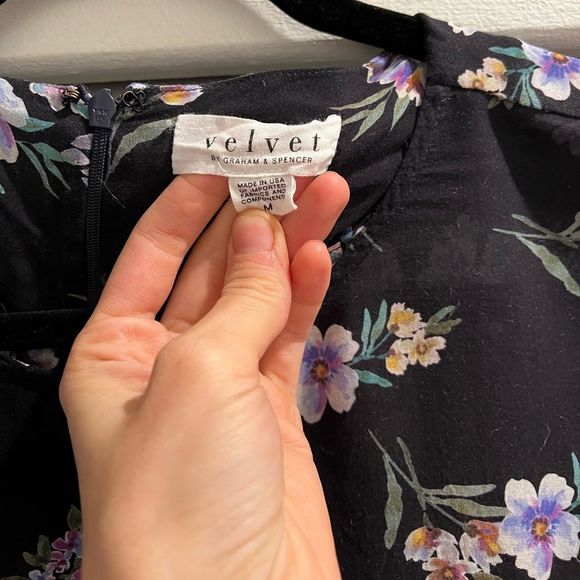 velvet
BY GRAHAM & SPENCER
MADE IN USA
OF IMPORTED
FABRICS AND
COMPONENTS
M